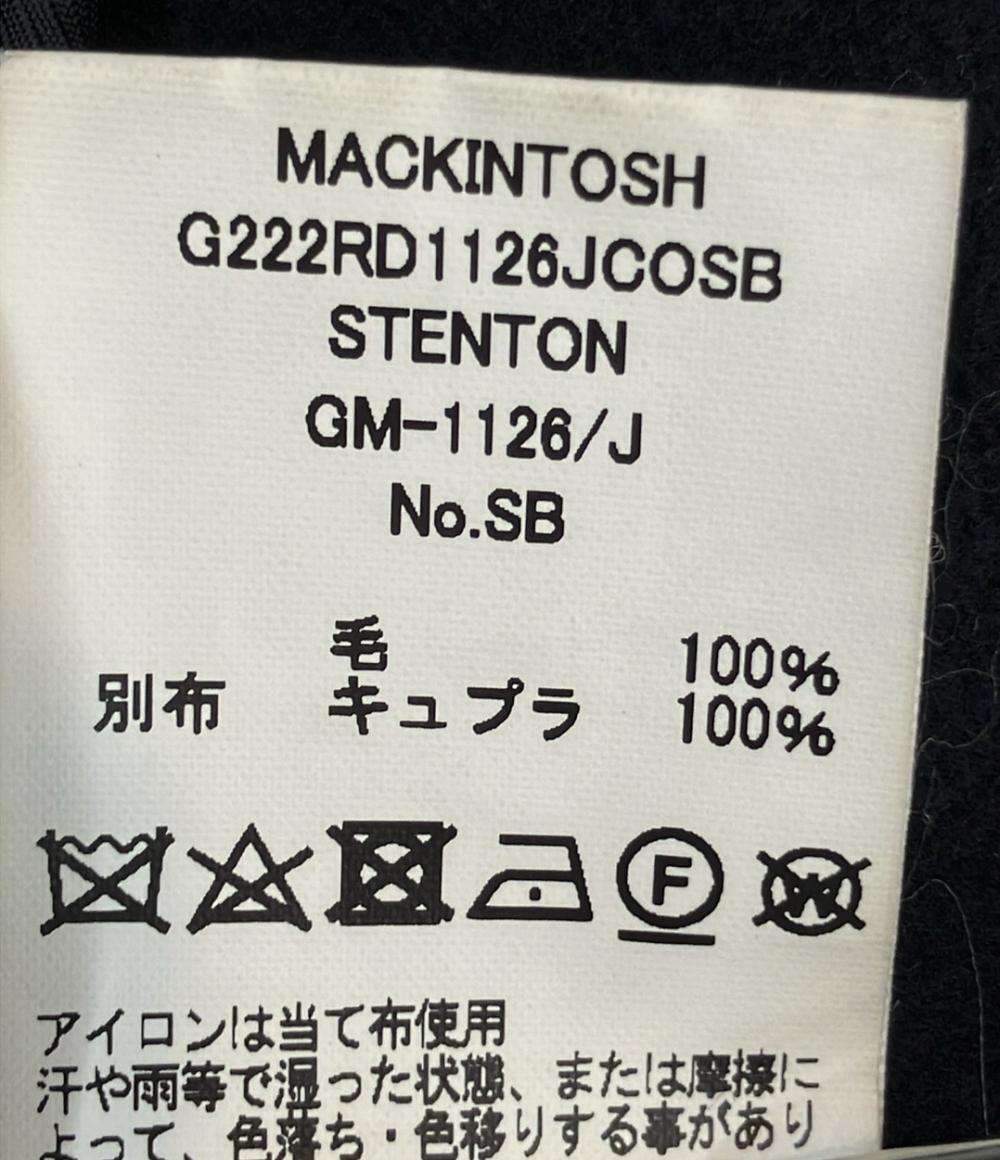 MACKINTOSH
G222RD1126JCOSB
STENTON
GM-1126/J
No.SB
毛 100%
別布 キュプラ 100%
F W
アイロンは当て布使用
汗や雨等で湿った状態、または摩擦に
よって、色落ち・色移りする事があり